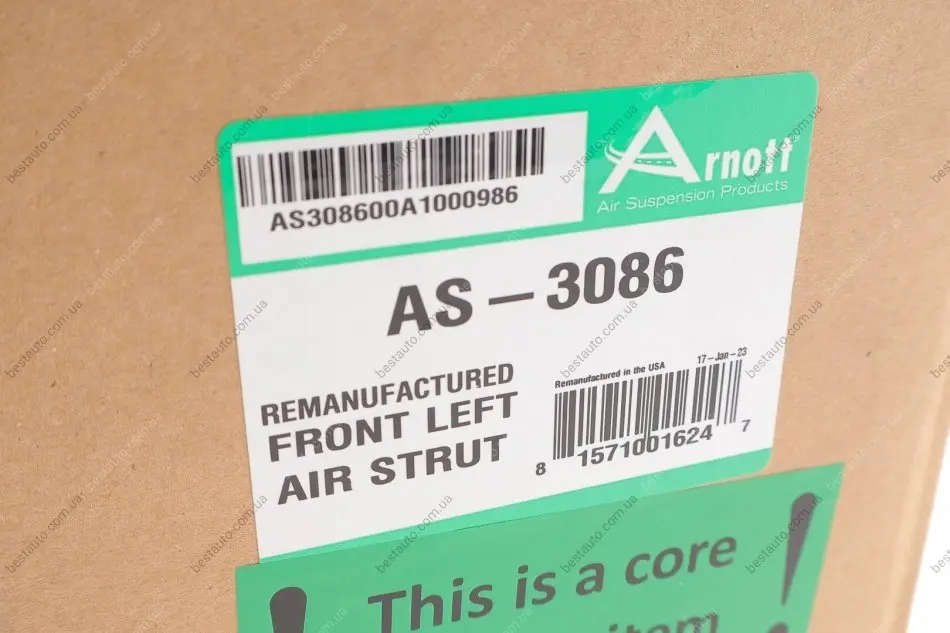 AS308600A1000986
Arnott
Air Suspension Products
AS – 3086
REMANUFACTURED
FRONT LEFT
AIR STRUT
Remanufactured in the USA
17-Jan-23
8 1571001624 7
! This is a core !
item
bestauto.com.ua